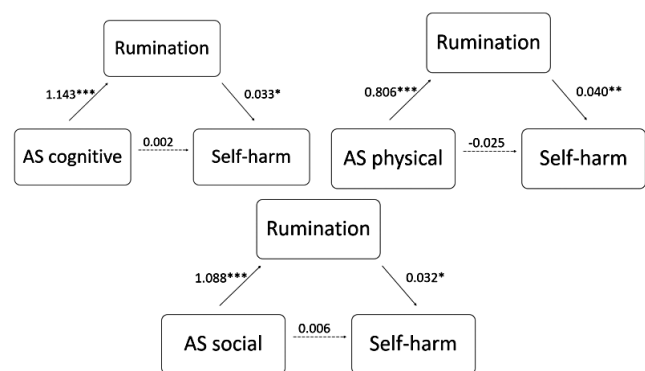 Rumination
1.143***
0.033*
AS cognitive
0.002
Self-harm
Rumination
0.806***
0.040**
AS physical
-0.025
Self-harm
Rumination
1.088***
0.032*
AS social
0.006
Self-harm